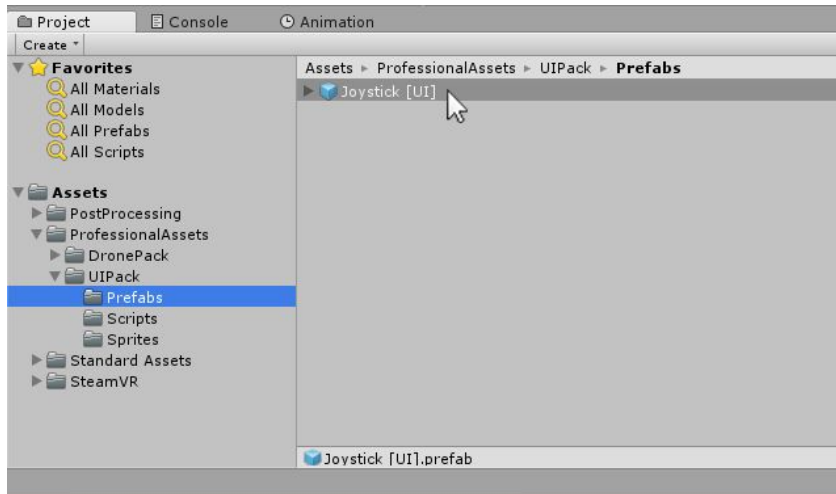 Project
Console
Animation
Create
Favorites
All Materials
All Models
All Prefabs
All Scripts
Assets
PostProcessing
ProfessionalAssets
DronePack
UIPack
Prefabs
Scripts
Sprites
Standard Assets
SteamVR
Assets ▸ ProfessionalAssets ▸ UIPack ▸ Prefabs
Joystick [UI]
Joystick [UI].prefab